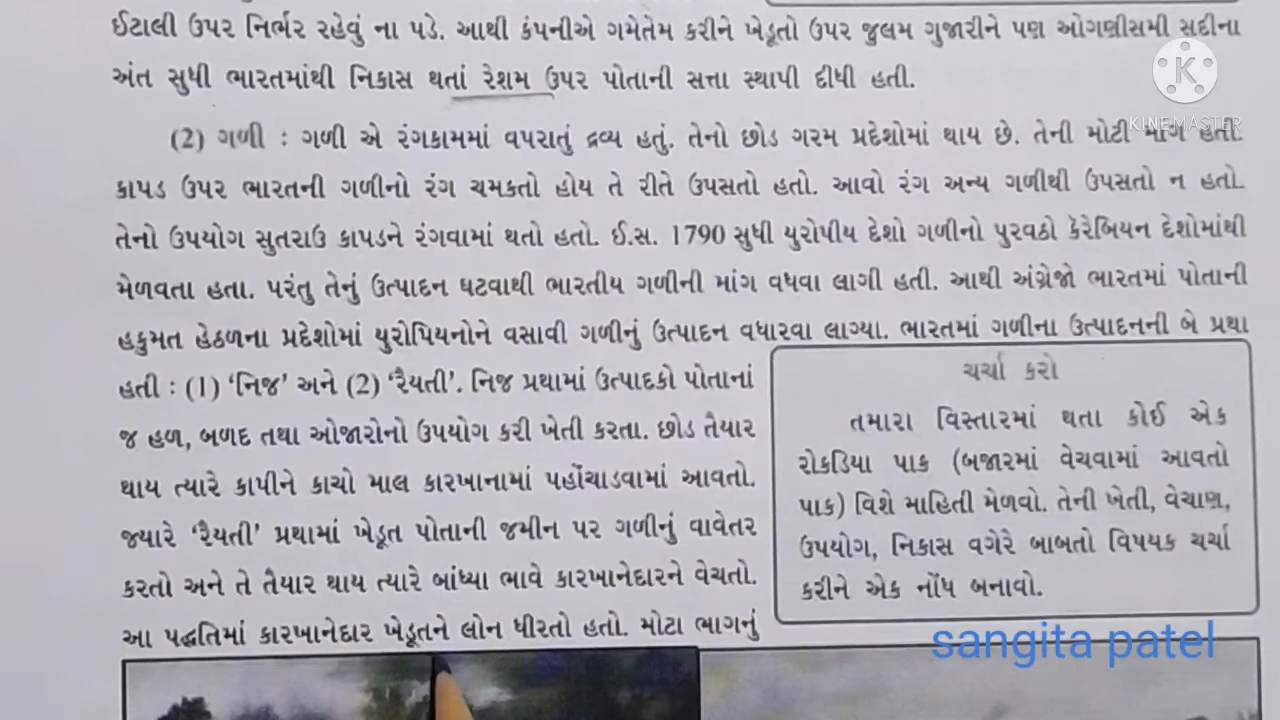 ઈટાલી ઉપર નિર્ભર રહેવું ના પડે. આથી કંપનીએ ગમેતેમ કરીને ખેડૂતો ઉપર જુલમ ગુજારીને પણ ઓગણીસમી સદીના
અંત સુધી ભારતમાંથી નિકાસ થતાં રેશમ ઉપર પોતાની સત્તા સ્થાપી દીધી હતી.
K
KINEMASTER
(2) ગળી : ગળી એ રંગકામમાં વપરાતું દ્રવ્ય હતું. તેનો છોડ ગરમ પ્રદેશોમાં થાય છે. તેની મોટી માંગ હતી.
કાપડ ઉપર ભારતની ગળીનો રંગ ચમકતો હોય તે રીતે ઉપસતો હતો. આવો રંગ અન્ય ગળીથી ઉપસતો ન હતો.
તેનો ઉપયોગ સુતરાઉ કાપડને રંગવામાં થતો હતો. ઈ.સ. 1790 સુધી યુરોપીય દેશો ગળીનો પુરવઠો કૅરેબિયન દેશોમાંથી
મેળવતા હતા. પરંતુ તેનું ઉત્પાદન ઘટવાથી ભારતીય ગળીની માંગ વધવા લાગી હતી. આથી અંગ્રેજો ભારતમાં પોતાની
હકુમત હેઠળના પ્રદેશોમાં યુરોપિયનોને વસાવી ગળીનું ઉત્પાદન વધારવા લાગ્યા. ભારતમાં ગળીના ઉત્પાદનની બે પ્રથા
હતી : (1) ‘નિજ’ અને (2) ‘રૈયતી’. નિજ પ્રથામાં ઉત્પાદકો પોતાનાં
જ હળ, બળદ તથા ઓજારોનો ઉપયોગ કરી ખેતી કરતા. છોડ તૈયાર
થાય ત્યારે કાપીને કાચો માલ કારખાનામાં પહોંચાડવામાં આવતો.
જ્યારે ‘રૈયતી’ પ્રથામાં ખેડૂત પોતાની જમીન પર ગળીનું વાવેતર
કરતો અને તે તૈયાર થાય ત્યારે બાંધ્યા ભાવે કારખાનેદારને વેચતો.
આ પદ્ધતિમાં કારખાનેદાર ખેડૂતને લોન ધીરતો હતો. મોટા ભાગનું
ચર્ચા કરો
તમારા વિસ્તારમાં થતા કોઈ એક
રોકડિયા પાક (બજારમાં વેચવામાં આવતો
પાક) વિશે માહિતી મેળવો. તેની ખેતી, વેચાણ,
ઉપયોગ, નિકાસ વગેરે બાબતો વિષયક ચર્ચા
કરીને એક નોંધ બનાવો.
sangita patel